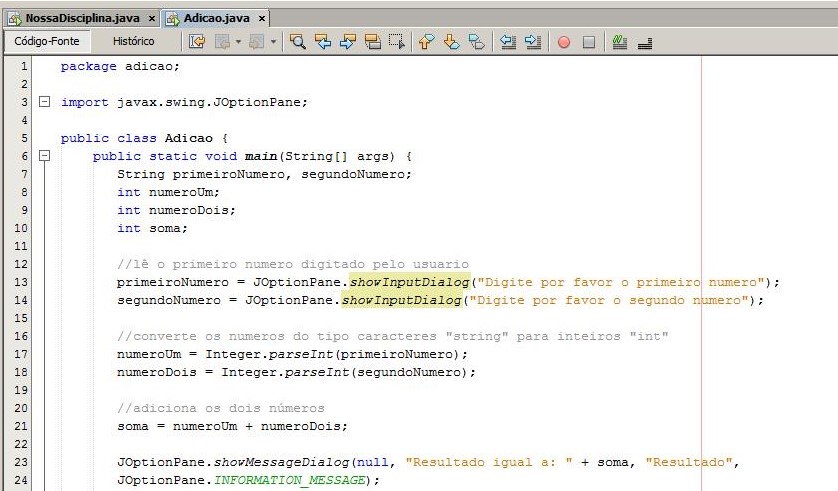 NossaDisciplina.java × Adicao.java ×
Código-Fonte Histórico
1 package adicao;
2
3 import javax.swing.JOptionPane;
4
5 public class Adicao {
6 public static void main(String[] args) {
7 String primeiroNumero, segundoNumero;
8 int numeroUm;
9 int numeroDois;
10 int soma;
11
12 //lê o primeiro numero digitado pelo usuario
13 primeiroNumero = JOptionPane.showInputDialog("Digite por favor o primeiro numero");
14 segundoNumero = JOptionPane.showInputDialog("Digite por favor o segundo numero");
15
16 //converte os numeros do tipo caracteres "string" para inteiros "int"
17 numeroUm = Integer.parseInt(primeiroNumero);
18 numeroDois = Integer.parseInt(segundoNumero);
19
20 //adiciona os dois números
21 soma = numeroUm + numeroDois;
22
23 JOptionPane.showMessageDialog(null, "Resultado igual a: " + soma, "Resultado",
24 JOptionPane.INFORMATION_MESSAGE);